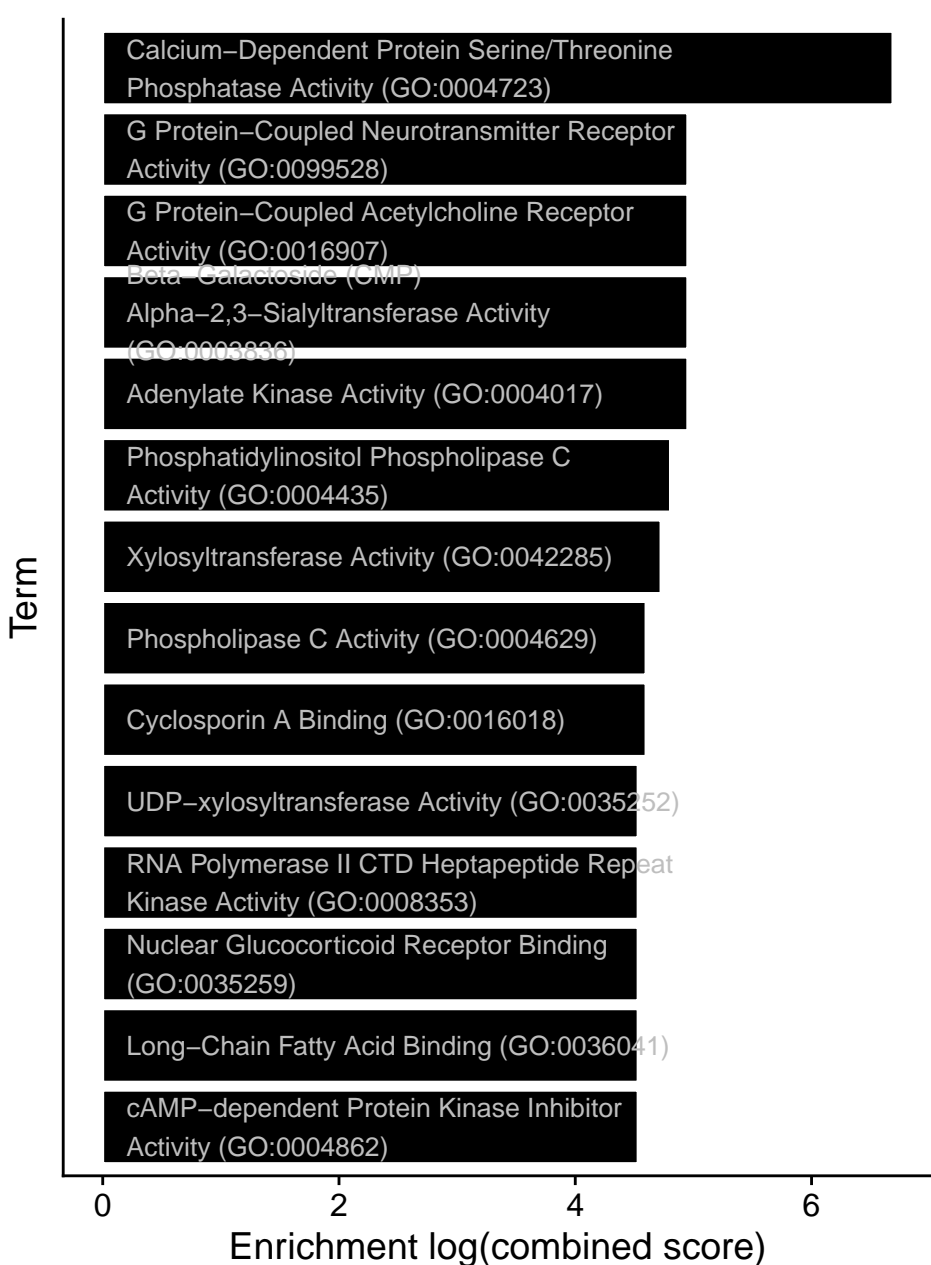 Calcium−Dependent Protein Serine/Threonine
Phosphatase Activity (GO:0004723)
G Protein−Coupled Neurotransmitter Receptor
Activity (GO:0099528)
G Protein−Coupled Acetylcholine Receptor
Activity (GO:0016907)
Beta−Galactoside (CMP)
Alpha−2,3−Sialyltransferase Activity
(GO:0003836)
Adenylate Kinase Activity (GO:0004017)
Phosphatidylinositol Phospholipase C
Activity (GO:0004435)
Xylosyltransferase Activity (GO:0042285)
Phospholipase C Activity (GO:0004629)
Cyclosporin A Binding (GO:0016018)
UDP−xylosyltransferase Activity (GO:0035252)
RNA Polymerase II CTD Heptapeptide Repeat
Kinase Activity (GO:0008353)
Nuclear Glucocorticoid Receptor Binding
(GO:0035259)
Long−Chain Fatty Acid Binding (GO:0036041)
cAMP−dependent Protein Kinase Inhibitor
Activity (GO:0004862)
Term
0 2 4 6
Enrichment log(combined score)